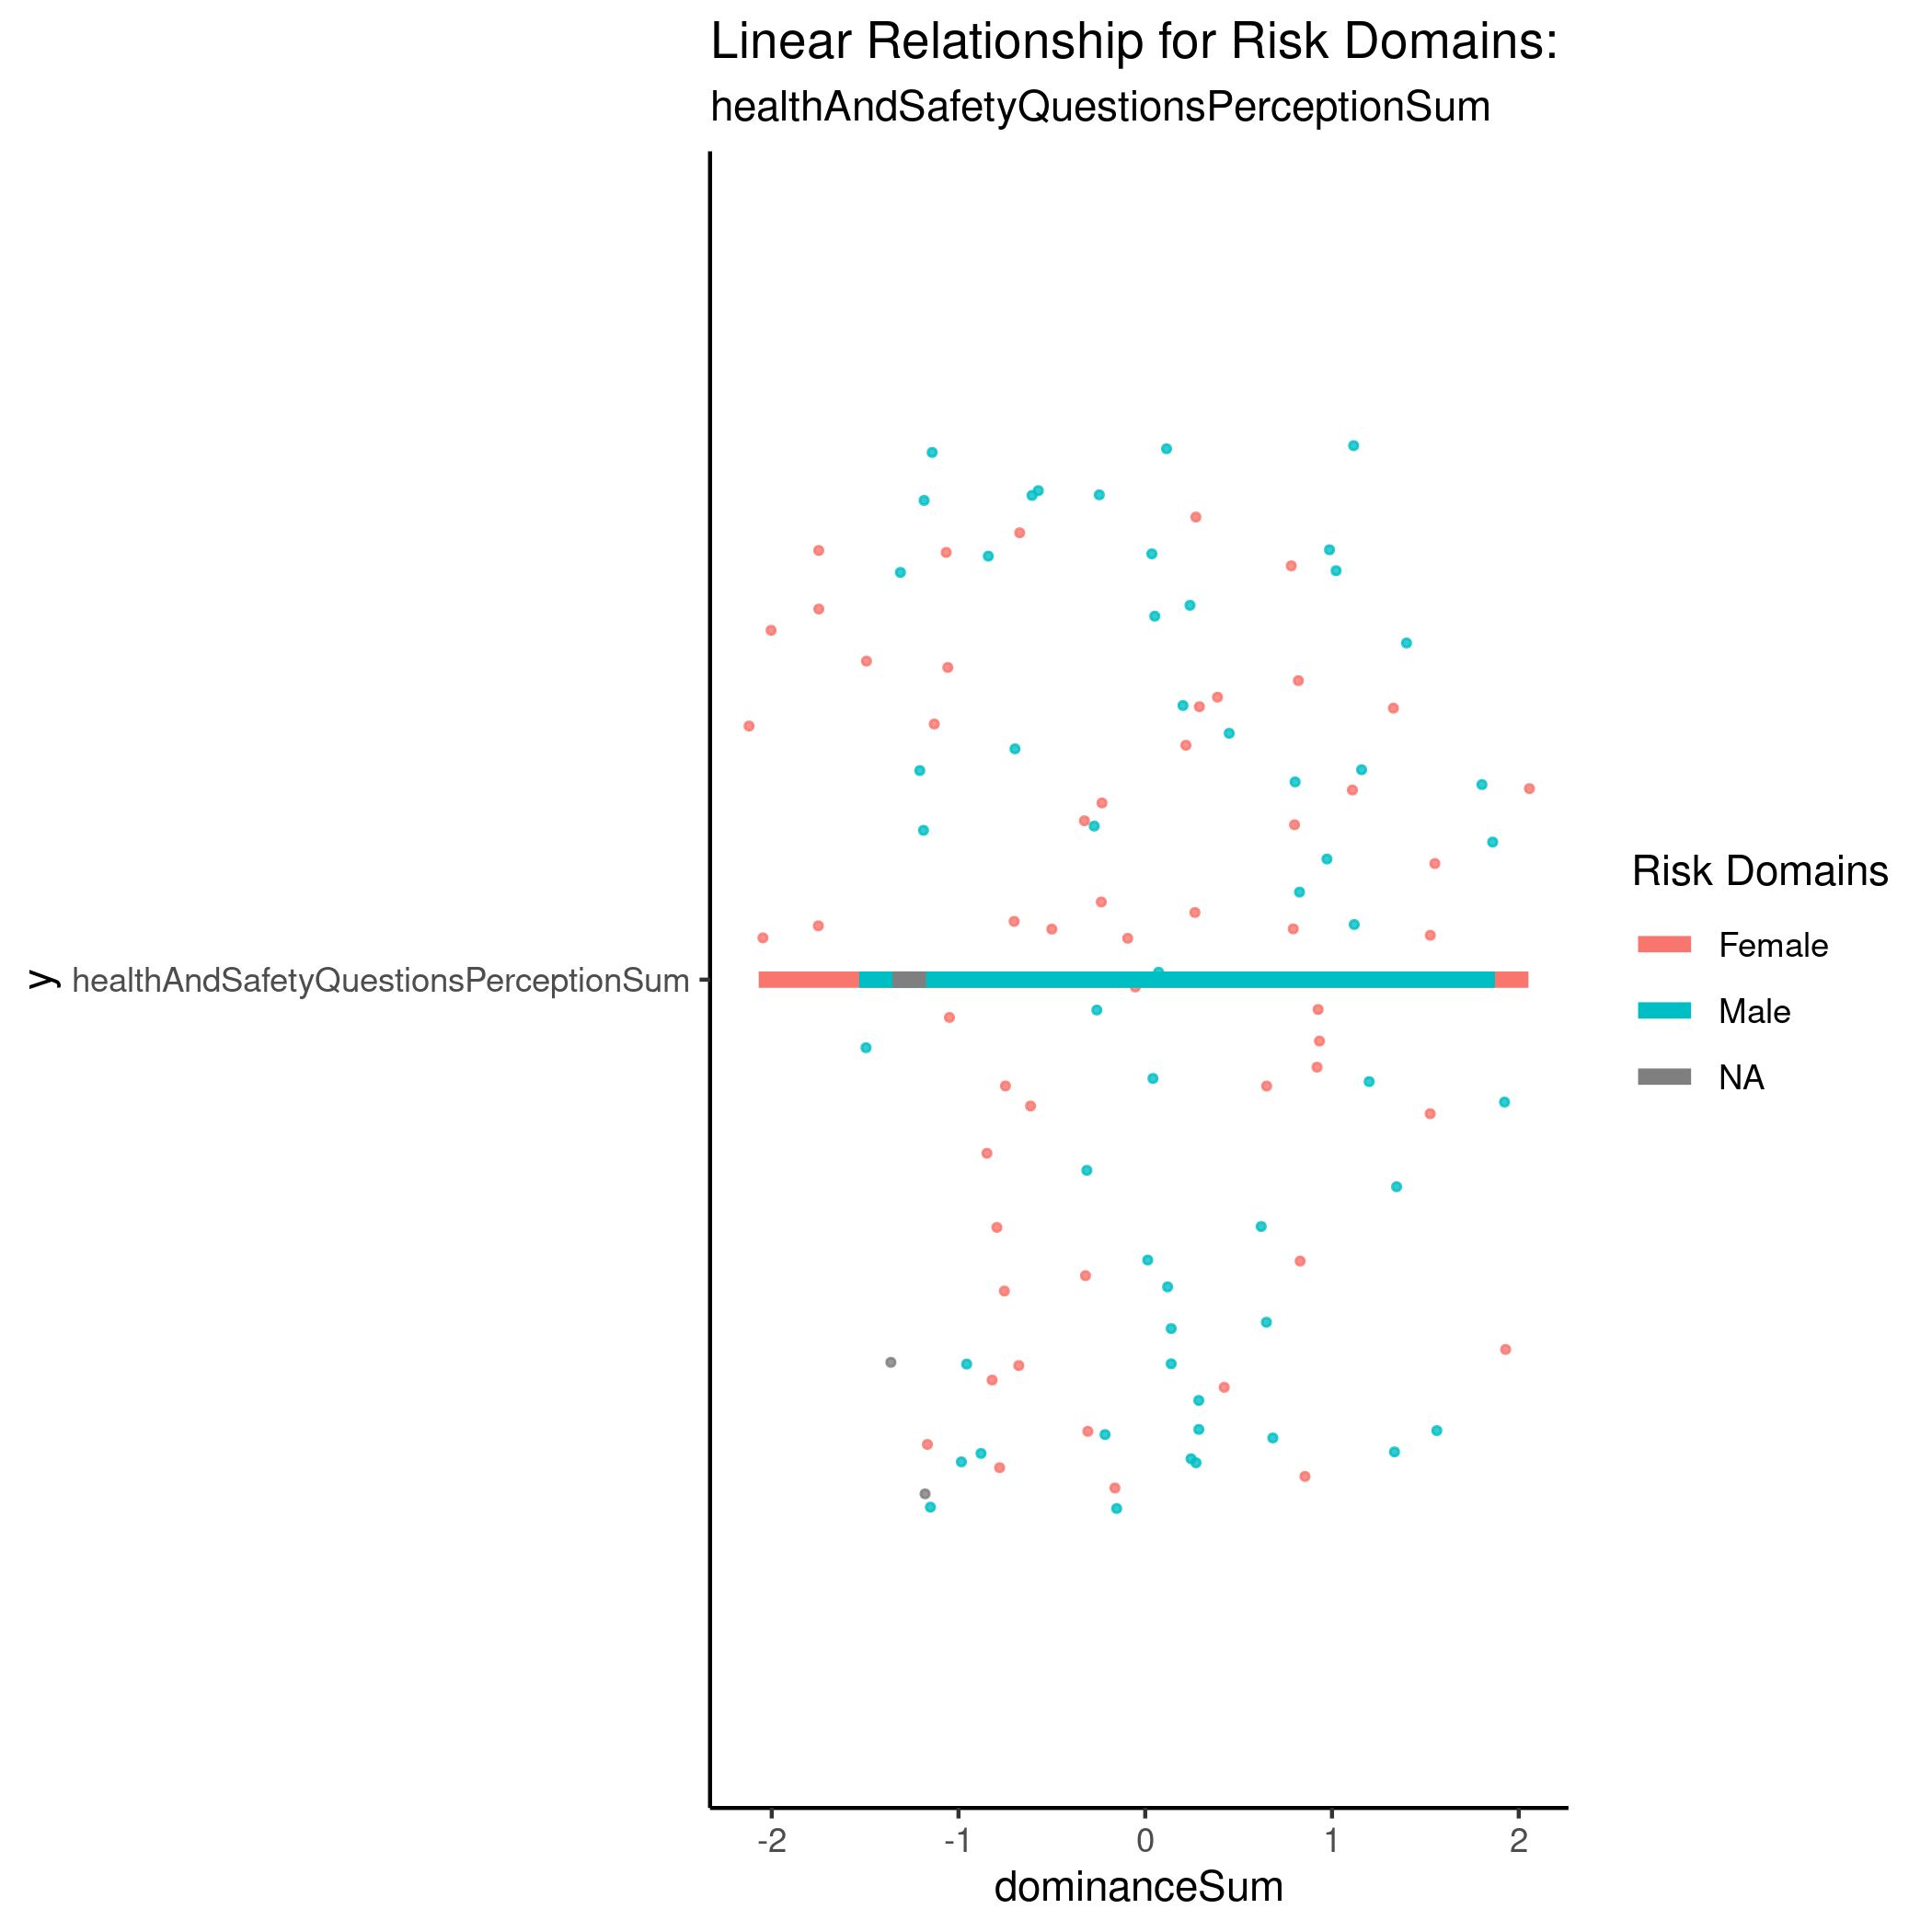 Linear Relationship for Risk Domains:
healthAndSafetyQuestionsPerceptionSum
y
healthAndSafetyQuestionsPerceptionSum
Risk Domains
Female
Male
NA
-2 -1 0 1 2
dominanceSum